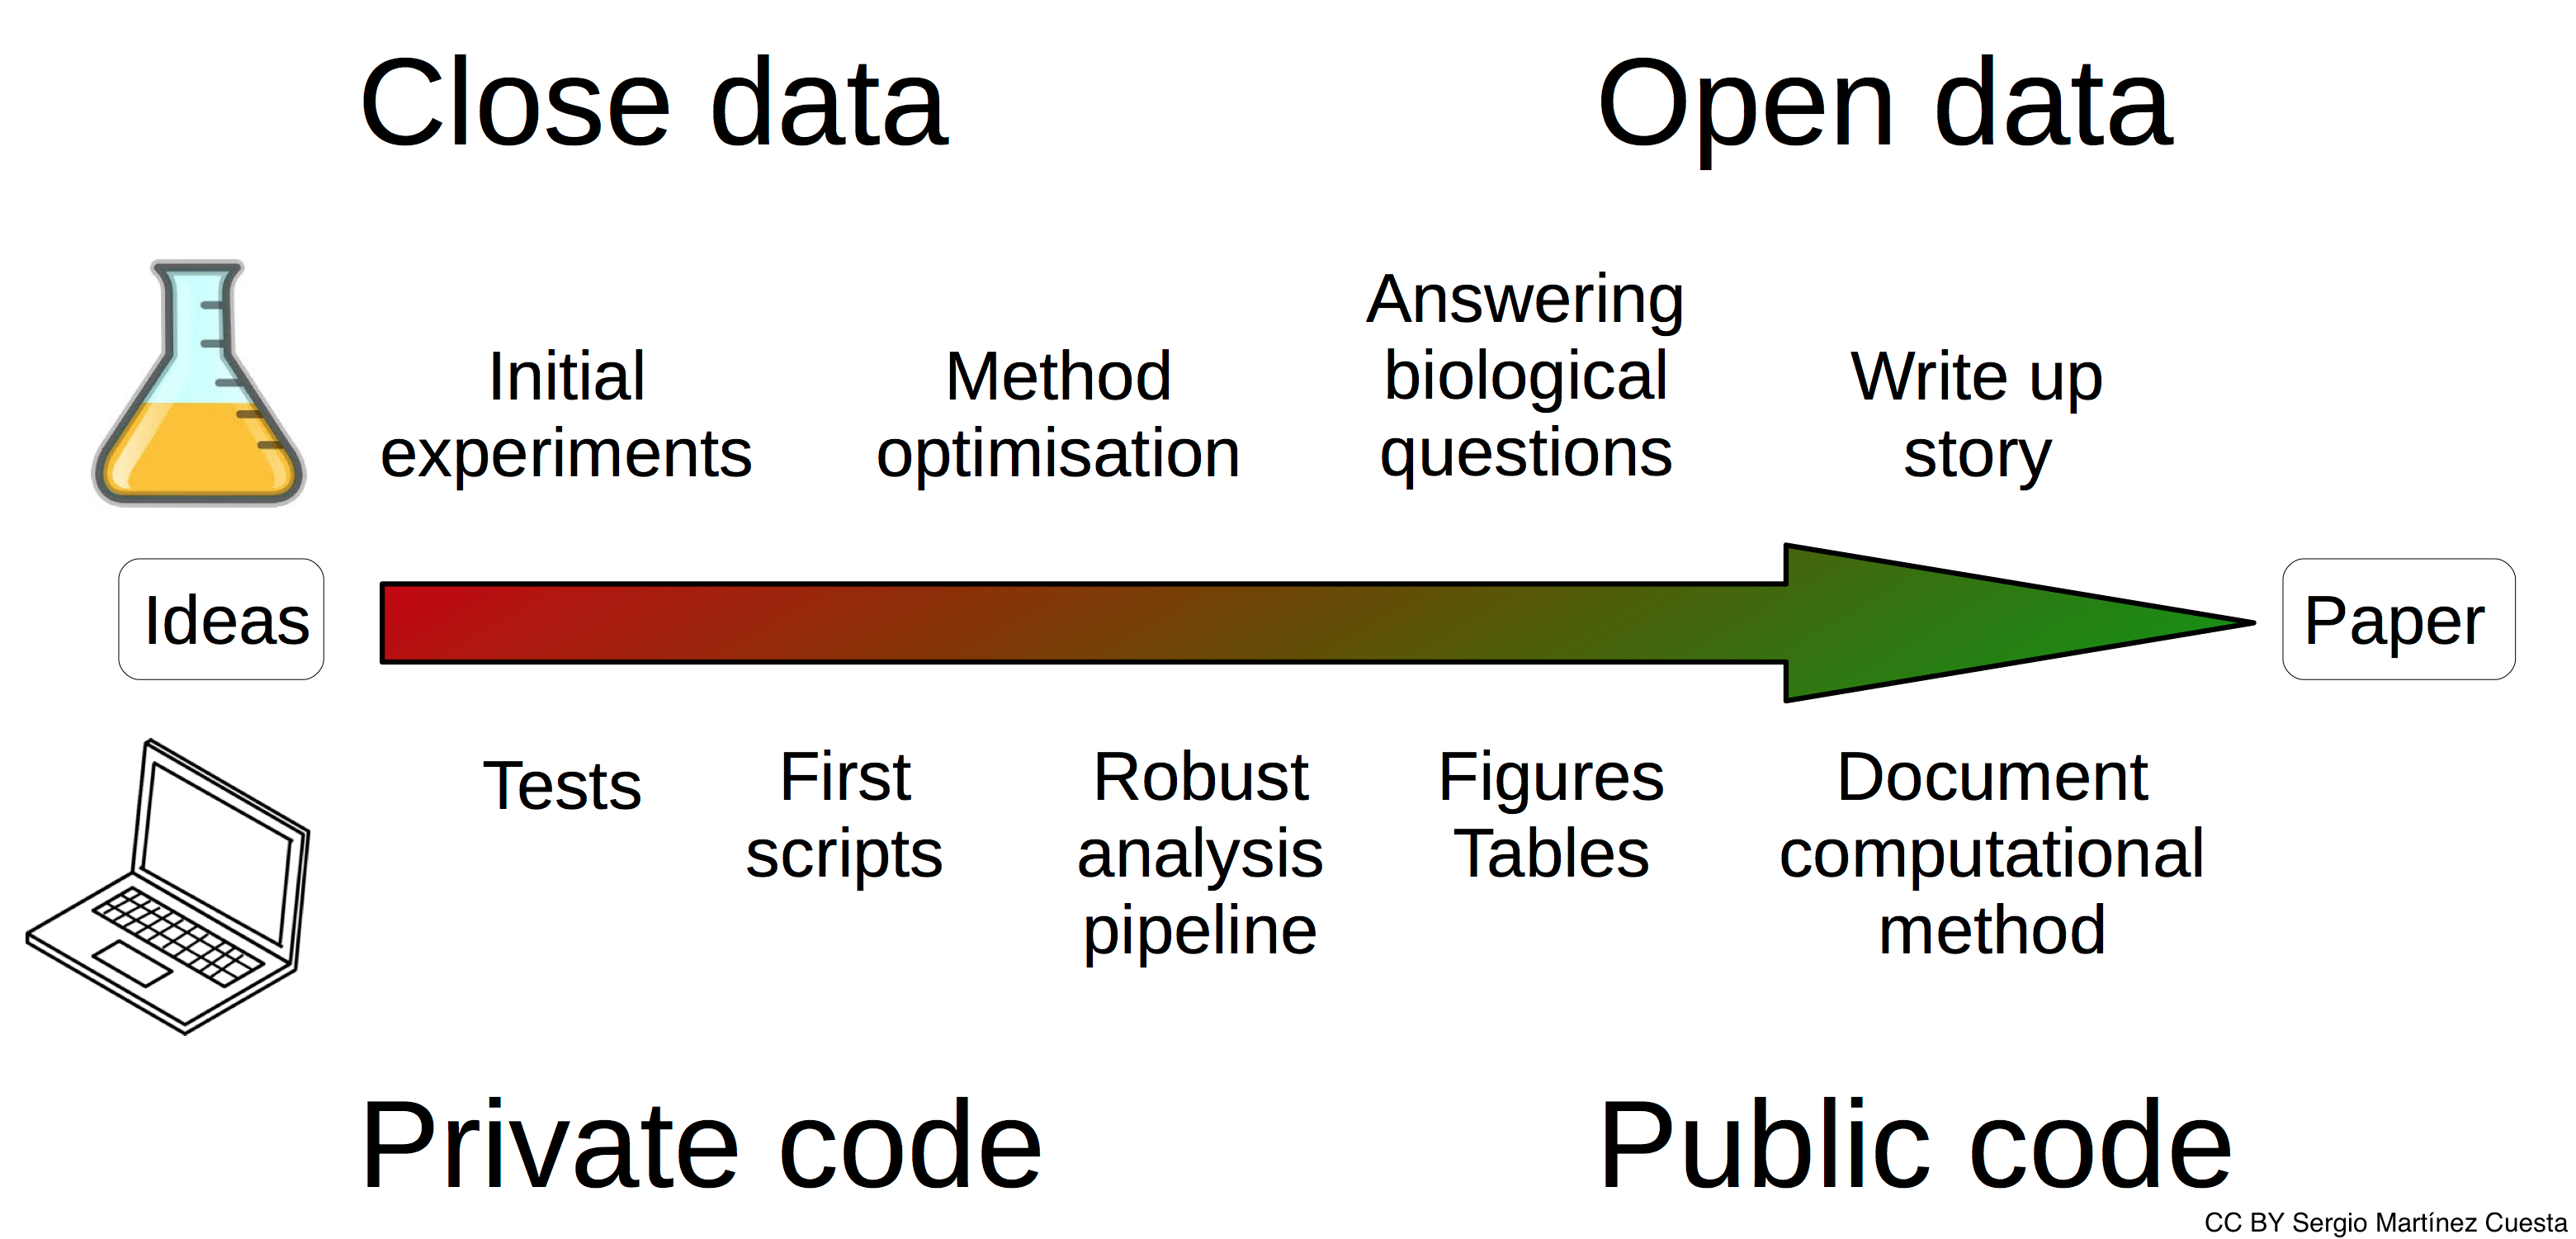 Close data
Open data
Initial
experiments
Method
optimisation
Answering
biological
questions
Write up
story
Ideas
Paper
Tests
First
scripts
Robust
analysis
pipeline
Figures
Tables
Document
computational
method
Private code
Public code
CC BY Sergio Martínez Cuesta